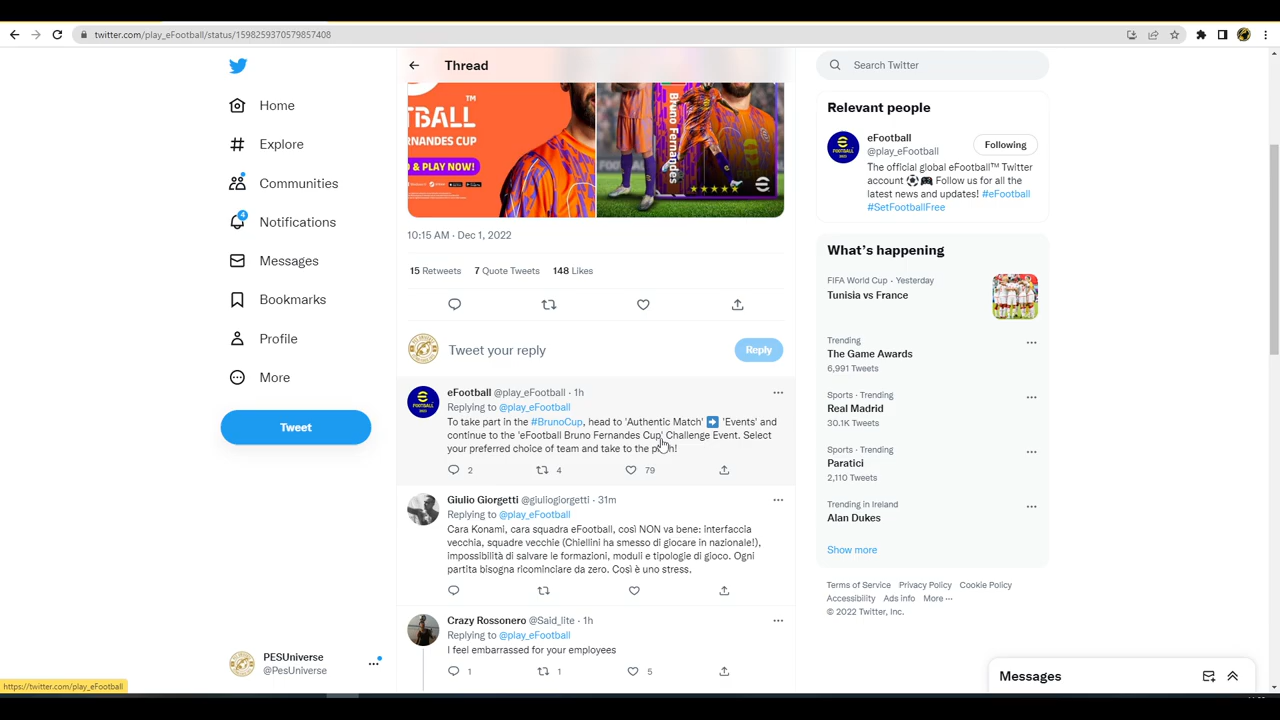 twitter.com/play_eFootball/status/1598259370579857408
Home
Explore
Communities
4
Notifications
Messages
Bookmarks
Profile
More
Tweet
PESUniverse
@PesUniverse
https://twitter.com/play_eFootball
Thread
TBALL™
RNANDES CUP
& PLAY NOW!
Bruno Fernandes
10:15 AM · Dec 1, 2022
15 Retweets 7 Quote Tweets 148 Likes
Tweet your reply
Reply
eFootball @play_eFootball · 1h
Replying to @play_eFootball
To take part in the #BrunoCup, head to 'Authentic Match' ➡️ 'Events' and
continue to the 'eFootball Bruno Fernandes Cup' Challenge Event. Select
your preferred choice of team and take to the
2 4 79
Giulio Giorgetti @giuliogiorgetti · 31m
Replying to @play_eFootball
Cara Konami, cara squadra eFootball, così NON va bene: interfaccia
vecchia, squadre vecchie (Chiellini ha smesso di giocare in nazionale!),
impossibilità di salvare le formazioni, moduli e tipologie di gioco. Ogni
partita bisogna ricominciare da zero. Così è uno stress.
Crazy Rossonero @Said_lite · 1h
Replying to @play_eFootball
I feel embarrassed for your employees
1 1 5
Search Twitter
Relevant people
eFootball
@play_eFootball
Following
The official global eFootball™ Twitter
account ⚽🎮 Follow us for all the
latest news and updates! #eFootball
#SetFootballFree
What's happening
FIFA World Cup · Yesterday
Tunisia vs France
Trending
The Game Awards
6,991 Tweets
Sports · Trending
Real Madrid
30.1K Tweets
Sports · Trending
Paratici
2,110 Tweets
Trending in Ireland
Alan Dukes
Show more
Terms of Service Privacy Policy Cookie Policy
Accessibility Ads info More ···
© 2022 Twitter, Inc.
Messages